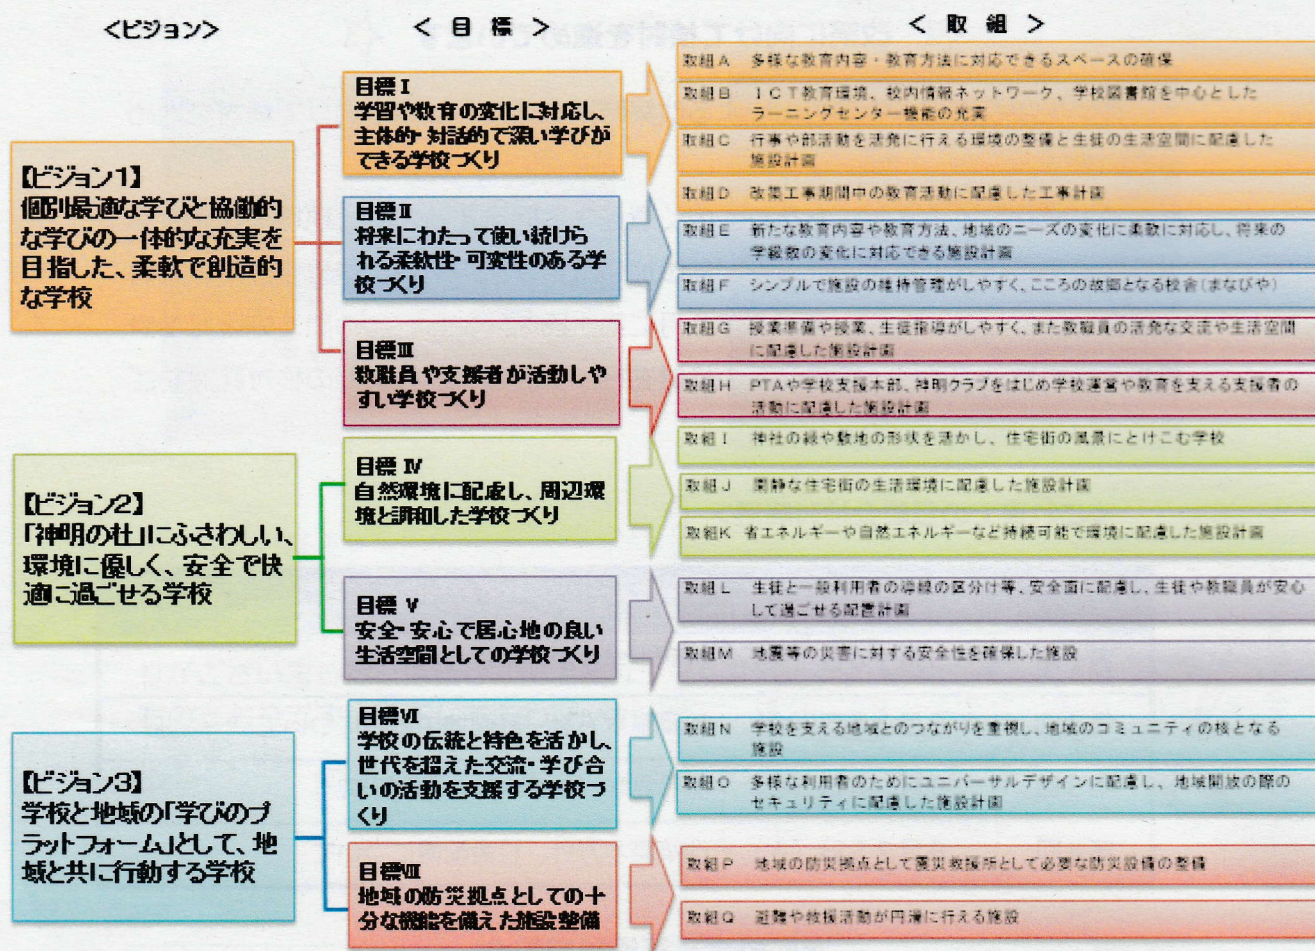 <ビジョン>
< 目 標 >
< 取 組 >
【ビジョン1】
個別最適な学びと協働的
な学びの一体的な充実を
目指した、柔軟で創造的
な学校
目標Ⅰ
学習や教育の変化に対応し、
主体的・対話的で深い学びが
できる学校づくり
取組A 多様な教育内容・教育方法に対応できるスペースの確保
取組B ICT教育環境、校内情報ネットワーク、学校図書館を中心とした
ラーニングセンター機能の充実
取組C 行事や部活動を活発に行える環境の整備と生徒の生活空間に配慮した
施設計画
取組D 改築工事期間中の教育活動に配慮した工事計画
目標Ⅱ
将来にわたって使い続けら
れる柔軟性・可変性のある学
校づくり
取組E 新たな教育内容や教育方法、地域のニーズの変化に柔軟に対応し、将来の
学級数の変化に対応できる施設計画
取組F シンプルで施設の維持管理がしやすく、こころの故郷となる校舎(まなびや)
目標Ⅲ
教職員や支援者が活動しや
すい学校づくり
取組G 授業準備や授業、生徒指導がしやすく、また教職員の活発な交流や生活空間
に配慮した施設計画
取組H PTAや学校支援本部、神明クラブをはじめ学校運営や教育を支える支援者の
活動に配慮した施設計画
【ビジョン2】
「神明の杜」にふさわしい、
環境に優しく、安全で快
適に過ごせる学校
目標Ⅳ
自然環境に配慮し、周辺環
境と調和した学校づくり
取組I 神社の緑や敷地の形状を活かし、住宅街の風景にとけこむ学校
取組J 閑静な住宅街の生活環境に配慮した施設計画
取組K 省エネルギーや自然エネルギーなど持続可能で環境に配慮した施設計画
目標Ⅴ
安全・安心で居心地の良い
生活空間としての学校づくり
取組L 生徒と一般利用者の導線の区分け等、安全面に配慮し、生徒や教職員が安心
して過ごせる配置計画
取組M 地震等の災害に対する安全性を確保した施設
【ビジョン3】
学校と地域の「学びのプ
ラットフォーム」として、地
域と共に行動する学校
目標Ⅵ
学校の伝統と特色を活かし、
世代を超えた交流・学び合
いの活動を支援する学校づ
くり
取組N 学校を支える地域とのつながりを重視し、地域のコミュニティの核となる
施設
取組O 多様な利用者のためにユニバーサルデザインに配慮し、地域開放の際の
セキュリティに配慮した施設計画
目標Ⅶ
地域の防災拠点としての十
分な機能を備えた施設整備
取組P 地域の防災拠点として震災救援所として必要な防災設備の整備
取組Q 避難や救援活動が円滑に行える施設